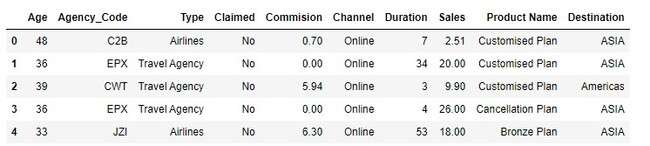 Age Agency_Code Type Claimed Commision Channel Duration Sales Product Name Destination
0 48 C2B Airlines No 0.70 Online 7 2.51 Customised Plan ASIA
1 36 EPX Travel Agency No 0.00 Online 34 20.00 Customised Plan ASIA
2 39 CWT Travel Agency No 5.94 Online 3 9.90 Customised Plan Americas
3 36 EPX Travel Agency No 0.00 Online 4 26.00 Cancellation Plan ASIA
4 33 JZI Airlines No 6.30 Online 53 18.00 Bronze Plan ASIA